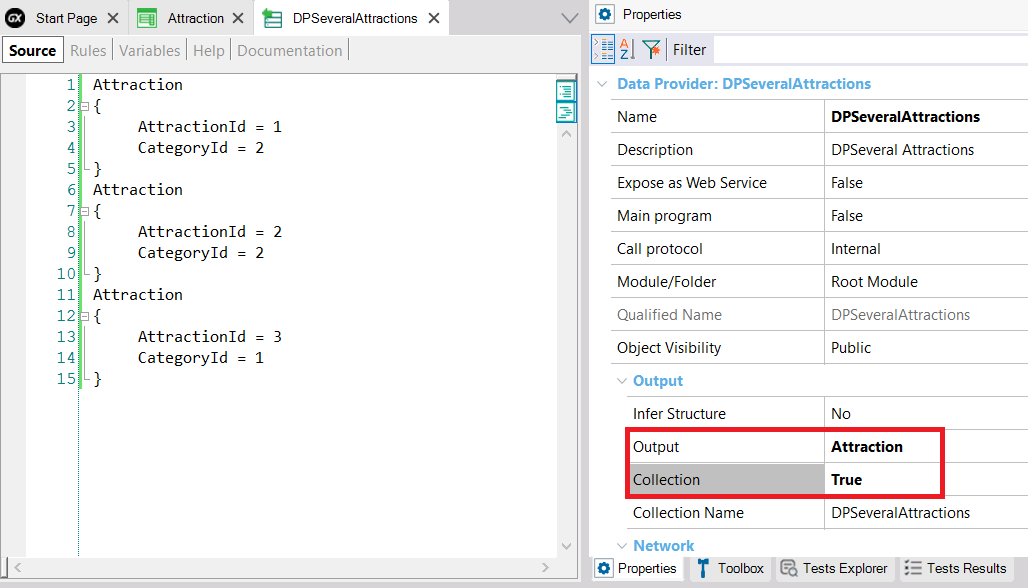 GX Start Page Attraction DPSeveralAttractions
Source Rules Variables Help Documentation
1 Attraction
2 {
3 AttractionId = 1
4 CategoryId = 2
5 }
6 Attraction
7 {
8 AttractionId = 2
9 CategoryId = 2
10 }
11 Attraction
12 {
13 AttractionId = 3
14 CategoryId = 1
15 }
Properties
A Z Filter
Data Provider: DPSeveralAttractions
Name DPSeveralAttractions
Description DPSeveral Attractions
Expose as Web Service False
Main program False
Call protocol Internal
Module/Folder Root Module
Qualified Name DPSeveralAttractions
Object Visibility Public
Output
Infer Structure No
Output Attraction
Collection True
Collection Name DPSeveralAttractions
Network
Properties Toolbox Tests Explorer Tests Results